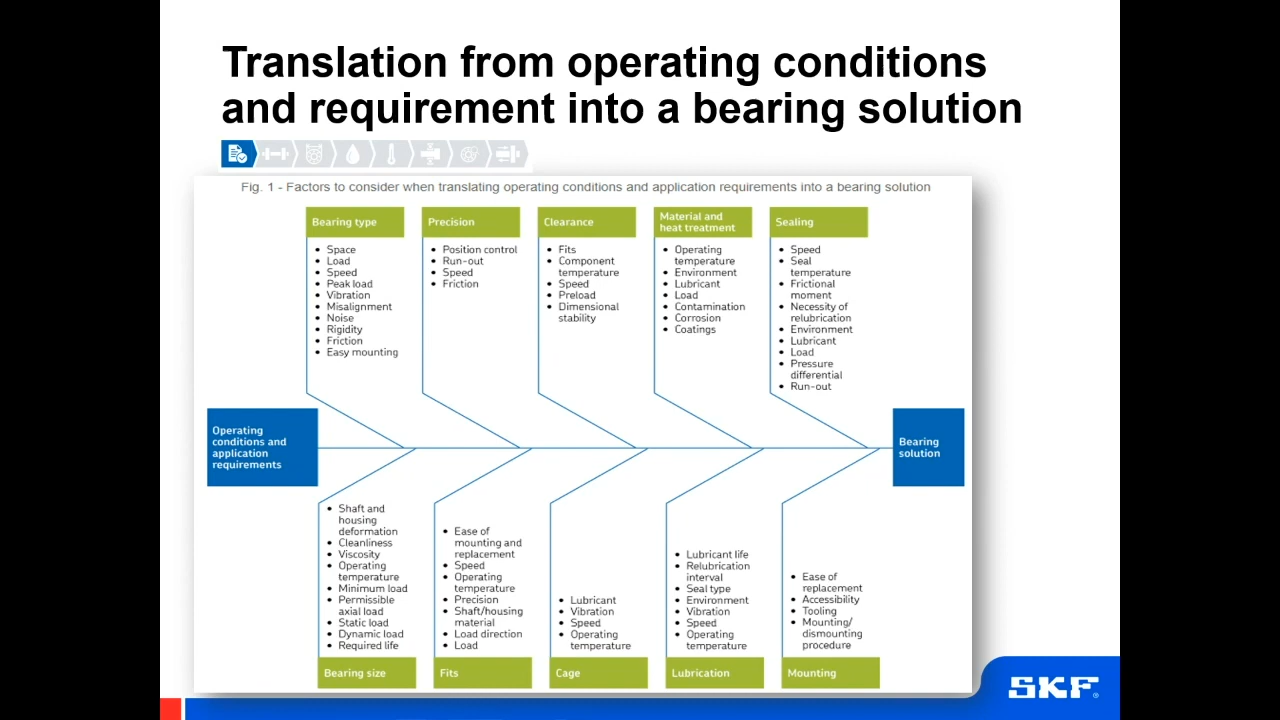 Translation from operating conditions
and requirement into a bearing solution
Fig. 1 - Factors to consider when translating operating conditions and application requirements into a bearing solution
Bearing type
• Space
• Load
• Speed
• Peak load
• Vibration
• Misalignment
• Noise
• Rigidity
• Friction
• Easy mounting
Precision
• Position control
• Run-out
• Speed
• Friction
Clearance
• Fits
• Component
temperature
• Speed
• Preload
• Dimensional
stability
Material and
heat treatment
• Operating
temperature
• Environment
• Lubricant
• Load
• Contamination
• Corrosion
• Coatings
Sealing
• Speed
• Seal
temperature
• Frictional
moment
• Necessity of
relubrication
• Environment
• Lubricant
• Load
• Pressure
differential
• Run-out
Operating
conditions and
application
requirements
Bearing
solution
• Shaft and
housing
deformation
• Cleanliness
• Viscosity
• Operating
temperature
• Minimum load
• Permissible
axial load
• Static load
• Dynamic load
• Required life
Bearing size
• Ease of
mounting and
replacement
• Speed
• Operating
temperature
• Precision
• Shaft/housing
material
• Load direction
• Load
Fits
• Lubricant
• Vibration
• Speed
• Operating
temperature
Cage
• Lubricant life
• Relubrication
interval
• Seal type
• Environment
• Vibration
• Speed
• Operating
temperature
Lubrication
• Ease of
replacement
• Accessibility
• Tooling
• Mounting/
dismounting
procedure
Mounting
SKF®